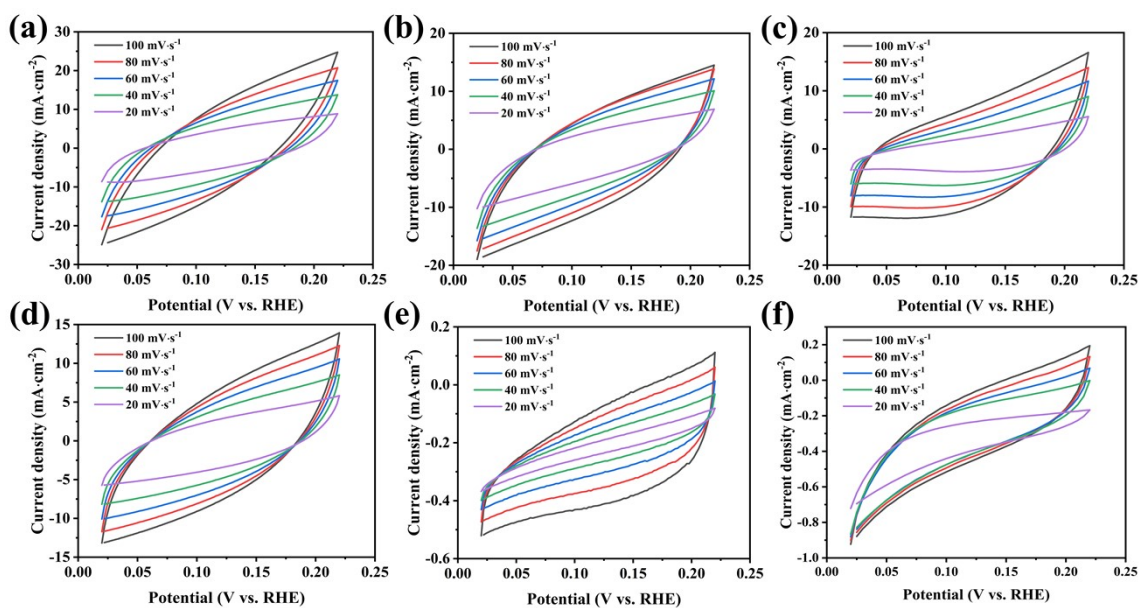 (a)
30
20
10
0
-10
-20
-30
Current density (mA·cm⁻²)
100 mV·s⁻¹
80 mV·s⁻¹
60 mV·s⁻¹
40 mV·s⁻¹
20 mV·s⁻¹
0.00 0.05 0.10 0.15 0.20 0.25
Potential (V vs. RHE)
(b)
20
10
0
-10
-20
Current density (mA·cm⁻²)
100 mV·s⁻¹
80 mV·s⁻¹
60 mV·s⁻¹
40 mV·s⁻¹
20 mV·s⁻¹
0.00 0.05 0.10 0.15 0.20 0.25
Potential (V vs. RHE)
(c)
20
15
10
5
0
-5
-10
-15
-20
Current density (mA·cm⁻²)
100 mV·s⁻¹
80 mV·s⁻¹
60 mV·s⁻¹
40 mV·s⁻¹
20 mV·s⁻¹
0.00 0.05 0.10 0.15 0.20 0.25
Potential (V vs. RHE)
(d)
15
10
5
0
-5
-10
-15
Current density (mA·cm⁻²)
100 mV·s⁻¹
80 mV·s⁻¹
60 mV·s⁻¹
40 mV·s⁻¹
20 mV·s⁻¹
0.00 0.05 0.10 0.15 0.20 0.25
Potential (V vs. RHE)
(e)
0.2
0.0
-0.2
-0.4
-0.6
Current density (mA·cm⁻²)
100 mV·s⁻¹
80 mV·s⁻¹
60 mV·s⁻¹
40 mV·s⁻¹
20 mV·s⁻¹
0.00 0.05 0.10 0.15 0.20 0.25
Potential (V vs. RHE)
(f)
0.2
0.0
-0.2
-0.4
-0.6
-0.8
-1.0
Current density (mA·cm⁻²)
100 mV·s⁻¹
80 mV·s⁻¹
60 mV·s⁻¹
40 mV·s⁻¹
20 mV·s⁻¹
0.00 0.05 0.10 0.15 0.20 0.25
Potential (V vs. RHE)